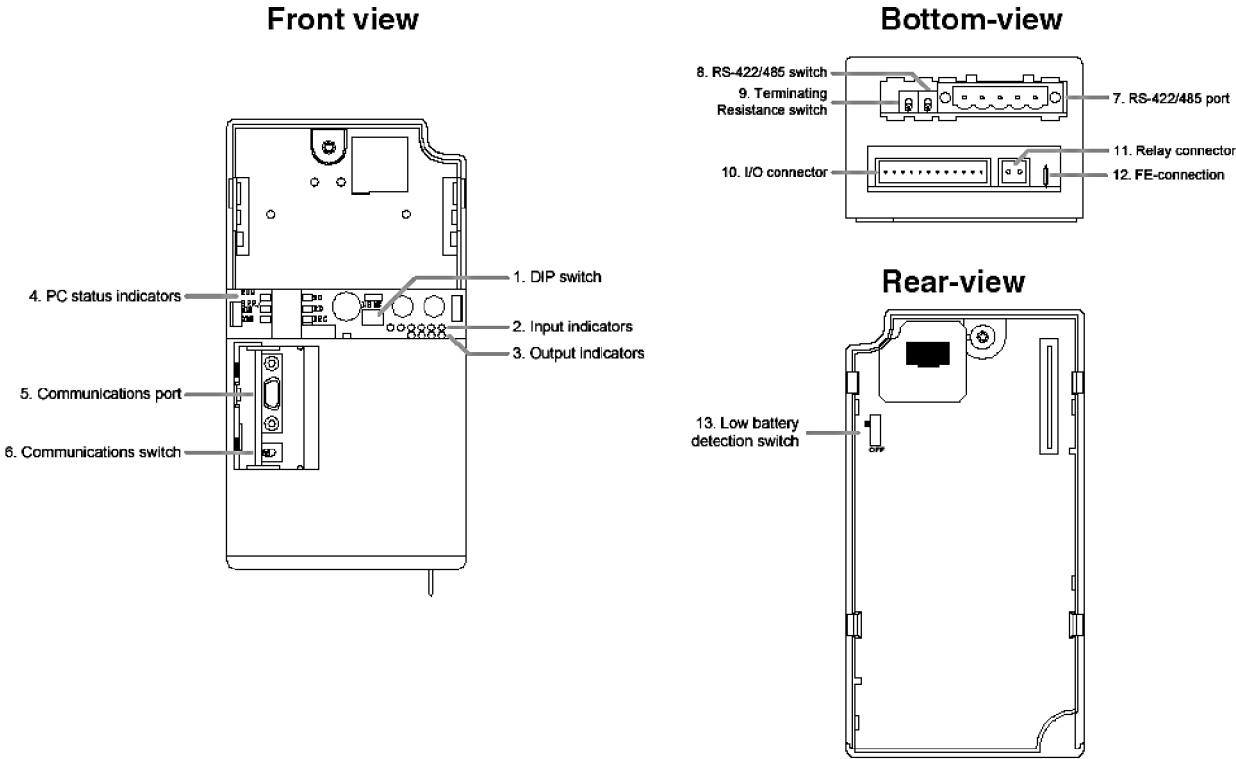 Front view
4. PC status indicators
1. DIP switch
2. Input indicators
3. Output Indicators
5. Communications port
6. Communications switch
Bottom-view
8. RS-422/485 switch
9. Terminating
Resistance switch
7. RS-422/485 port
11. Relay connector
10. I/O connector
12. FE-connection
Rear-view
13. Low battery
detection switch
OFF